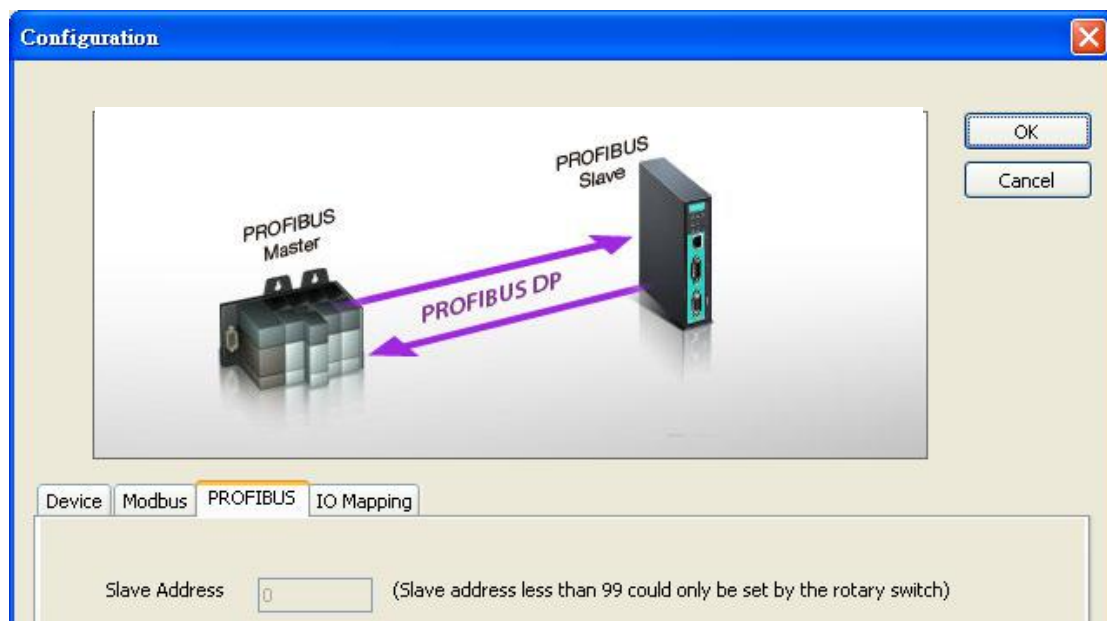 Configuration
OK
Cancel
PROFIBUS
Slave
PROFIBUS
Master
PROFIBUS DP
Device Modbus PROFIBUS IO Mapping
Slave Address 0 (Slave address less than 99 could only be set by the rotary switch)